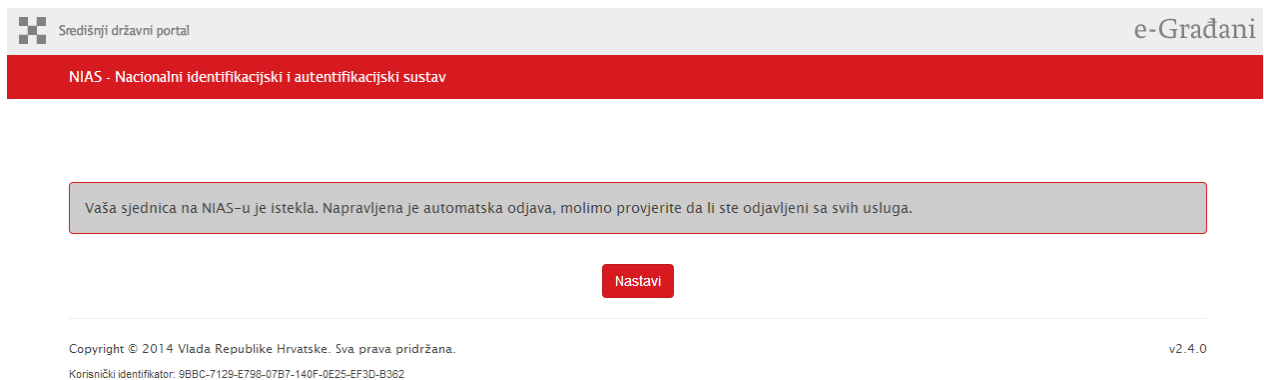 Središnji državni portal
e-Građani
NIAS - Nacionalni identifikacijski i autentifikacijski sustav
Vaša sjednica na NIAS-u je istekla. Napravljena je automatska odjava, molimo provjerite da li ste odjavljeni sa svih usluga.
Nastavi
Copyright © 2014 Vlada Republike Hrvatske. Sva prava pridržana.
v2.4.0
Korisnički identifikator: 9BBC-7129-E798-07B7-140F-0E25-EF3D-B362